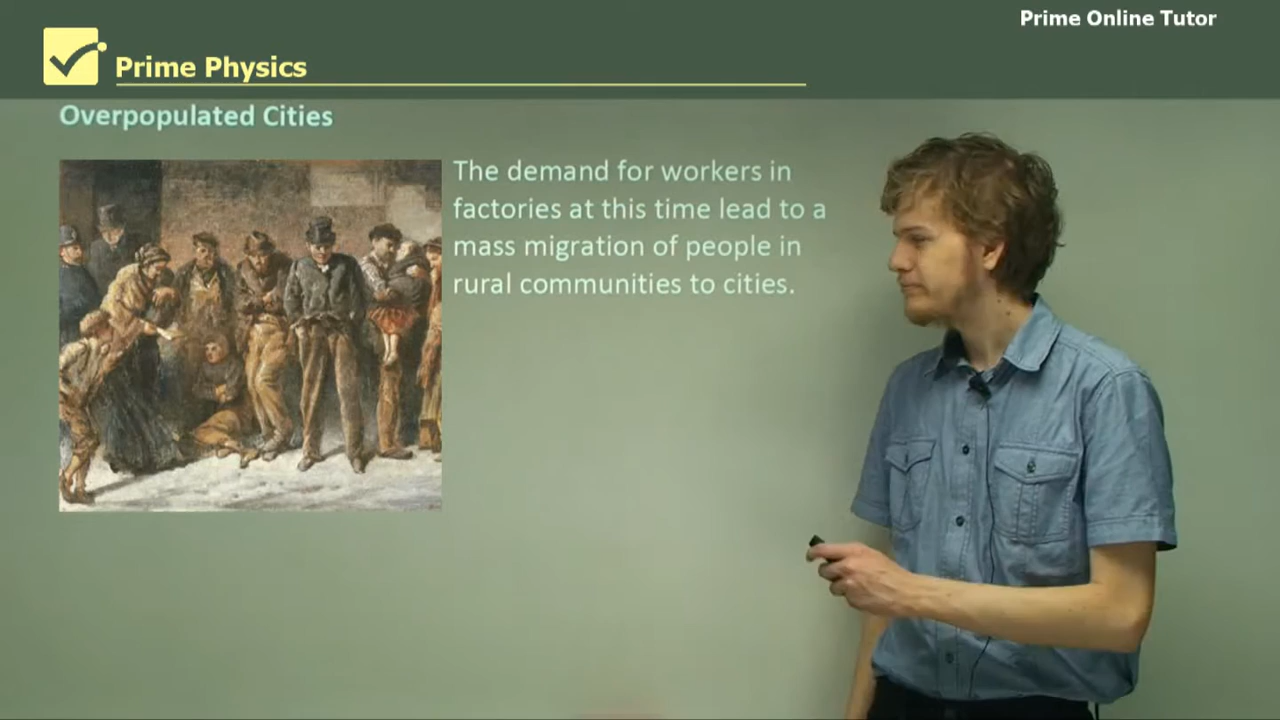 Prime Online Tutor
Prime Physics
Overpopulated Cities
The demand for workers in
factories at this time lead to a
mass migration of people in
rural communities to cities.